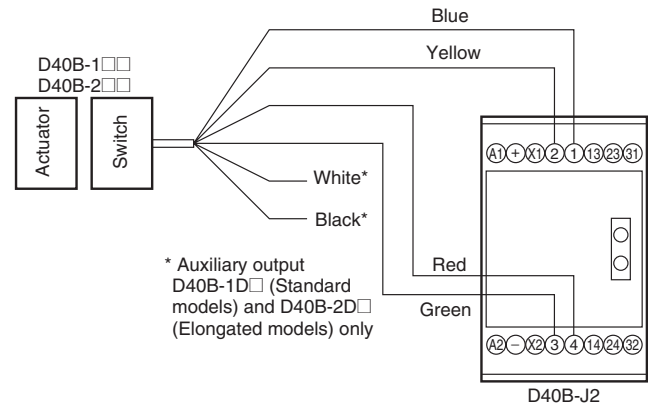 Blue
Yellow
D40B-1□□
D40B-2□□
Actuator
Switch
A1 + X1 2 1 13 23 31
White*
Black*
* Auxiliary output
D40B-1D□ (Standard
models) and D40B-2D□
(Elongated models) only
Red
Green
A2 − X2 3 4 14 24 32
D40B-J2